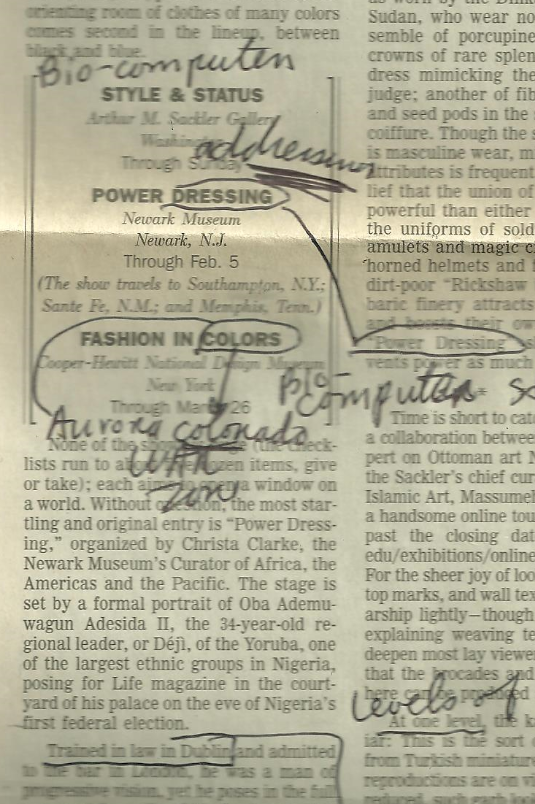 orienting room of clothes of many colors
comes second in the lineup, between
black and blue.
Bio-computer
STYLE & STATUS
Arthur M. Sackler Gallery
Washington
Through Sunday
addressing
POWER DRESSING
Newark Museum
Newark, N.J.
Through Feb. 5
(The show travels to Southampton, N.Y.;
Sante Fe, N.M.; and Memphis, Tenn.)
FASHION IN COLORS
Cooper-Hewitt National Design Museum
New York
Through March 26
Aurora colorado
None of the shows (the check-
lists run to a dozen items, give
or take); each aims to open a window on
a world. Without question, the most star-
tling and original entry is “Power Dress-
ing,” organized by Christa Clarke, the
Newark Museum’s Curator of Africa, the
Americas and the Pacific. The stage is
set by a formal portrait of Oba Ademu-
wagun Adesida II, the 34-year-old re-
gional leader, or Déjì, of the Yoruba, one
of the largest ethnic groups in Nigeria,
posing for Life magazine in the court-
yard of his palace on the eve of Nigeria’s
first federal election.
Trained in law in Dublin and admitted
to the bar in London, he was a man of
progressive vision, yet he poses in the full
Sudan, who wear no
semble of porcupine
crowns of rare splen
dress mimicking the
judge; another of fib
and seed pods in the
coiffure. Though the s
is masculine wear, m
attributes is frequent
lief that the union of
powerful than either
the uniforms of sold
amulets and magic c
horned helmets and f
dirt-poor “Rickshaw
baric finery attracts
and boosts their ow
“Power Dressing” s
vents power as much
Bio-
computer
Time is short to cat
a collaboration betwee
pert on Ottoman art N
the Sackler’s chief cur
Islamic Art, Massumeh
a handsome online tou
past the closing dat
edu/exhibitions/online
For the sheer joy of loo
top marks, and wall tex
arship lightly—though
explaining weaving te
deepen most lay viewe
that the brocades and
here can be produced
levels of
At one level, the k
iar: This is the sort o
from Turkish miniature
reproductions are on vi